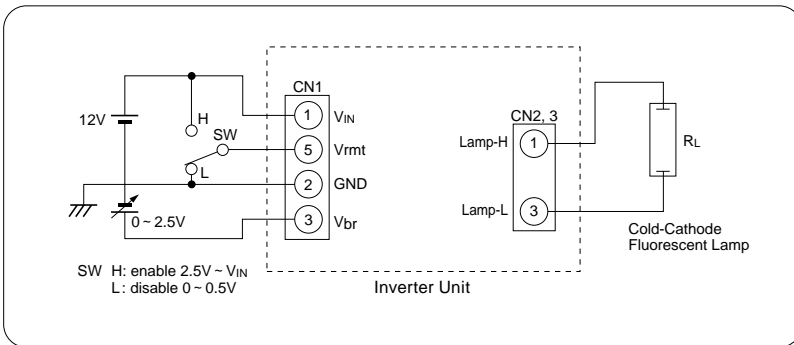 CN1
12V
H
SW
L
1 VIN
5 Vrmt
2 GND
3 Vbr
0 ~ 2.5V
SW H: enable 2.5V ~ VIN
L: disable 0 ~ 0.5V
Inverter Unit
CN2, 3
Lamp-H 1
Lamp-L 3
RL
Cold-Cathode
Fluorescent Lamp